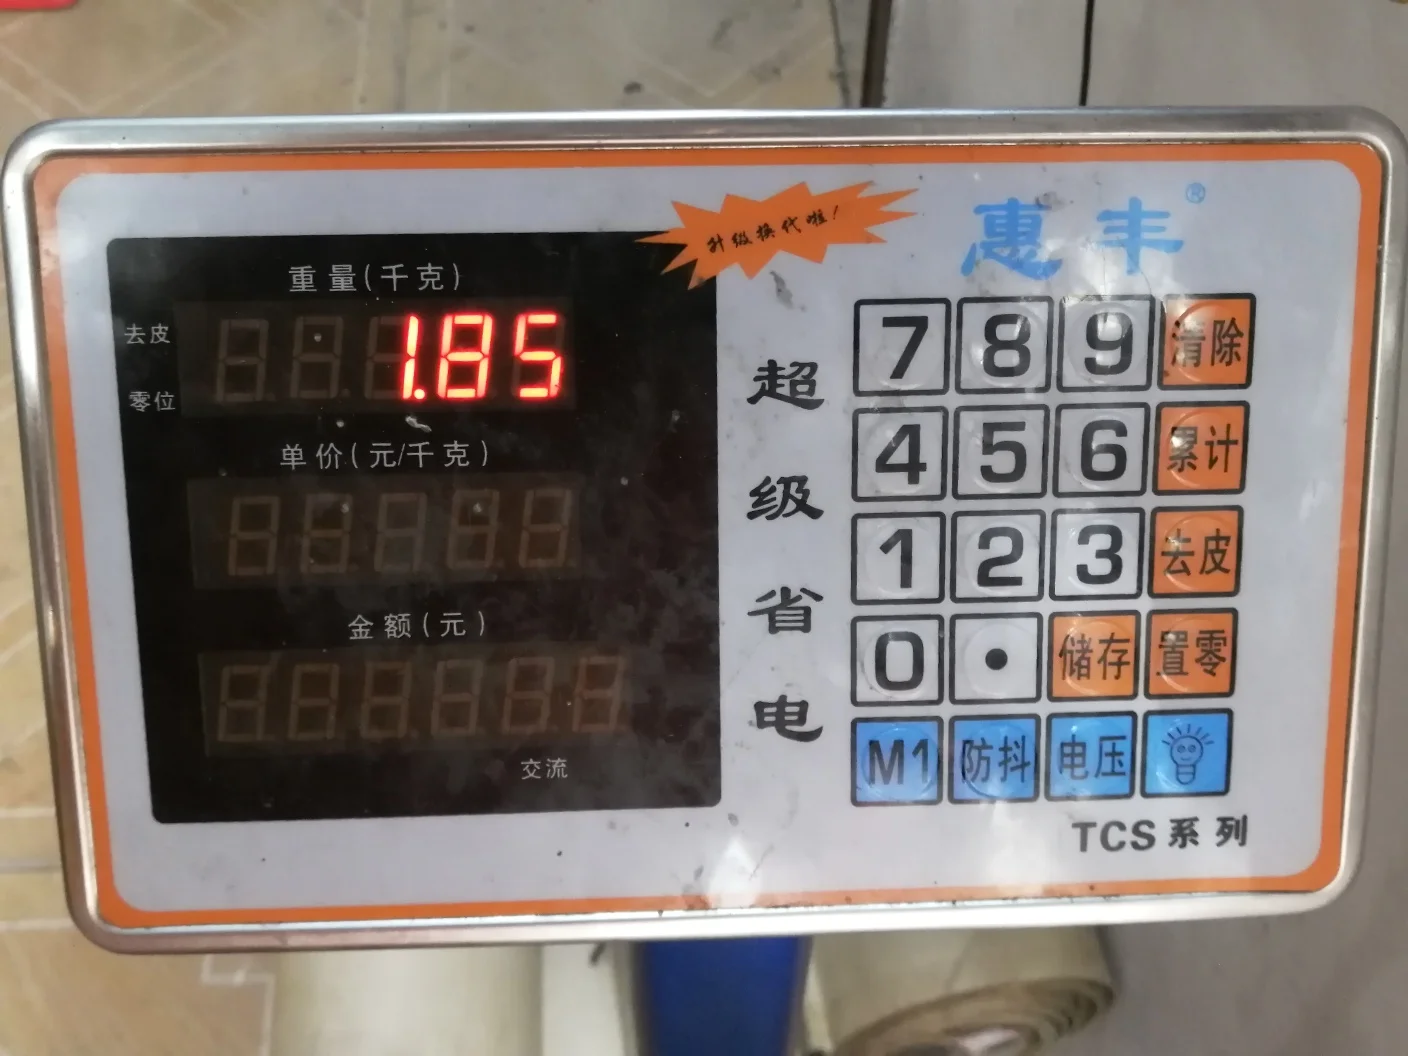 升级换代啦!
惠丰®
重量(千克)
去皮
1.85
零位
单价(元/千克)
金额(元)
交流
超级省电
7 8 9 清除
4 5 6 累计
1 2 3 去皮
0 • 储存 置零
M1 防抖 电压
TCS系列